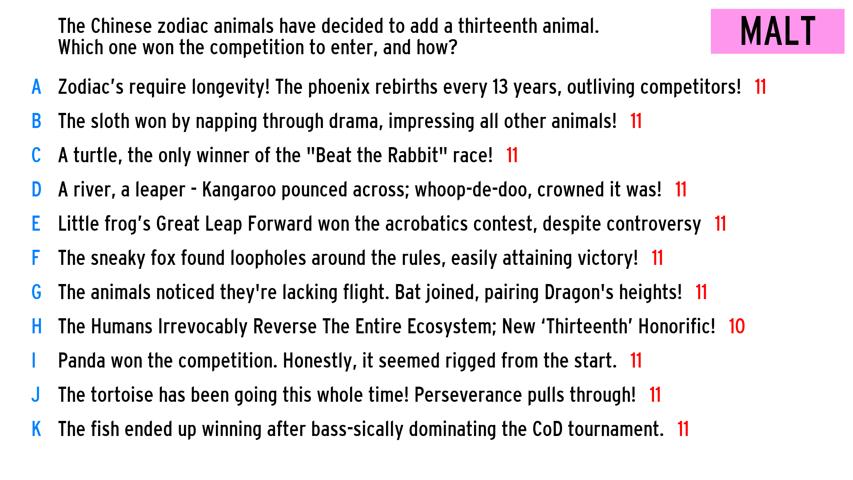 The Chinese zodiac animals have decided to add a thirteenth animal.
Which one won the competition to enter, and how?
MALT
A Zodiac's require longevity! The phoenix rebirths every 13 years, outliving competitors! 11
B The sloth won by napping through drama, impressing all other animals! 11
C A turtle, the only winner of the "Beat the Rabbit" race! 11
D A river, a leaper - Kangaroo pounced across; whoop-de-doo, crowned it was! 11
E Little frog's Great Leap Forward won the acrobatics contest, despite controversy 11
F The sneaky fox found loopholes around the rules, easily attaining victory! 11
G The animals noticed they're lacking flight. Bat joined, pairing Dragon's heights! 11
H The Humans Irrevocably Reverse The Entire Ecosystem; New ‘Thirteenth’ Honorific! 10
I Panda won the competition. Honestly, it seemed rigged from the start. 11
J The tortoise has been going this whole time! Perseverance pulls through! 11
K The fish ended up winning after bass-sically dominating the CoD tournament. 11